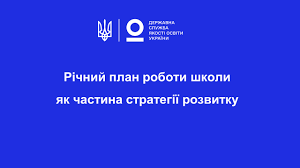 ДЕРЖАВНА
СЛУЖБА
ЯКОСТІ ОСВІТИ
УКРАЇНИ
Річний план роботи школи
як частина стратегії розвитку